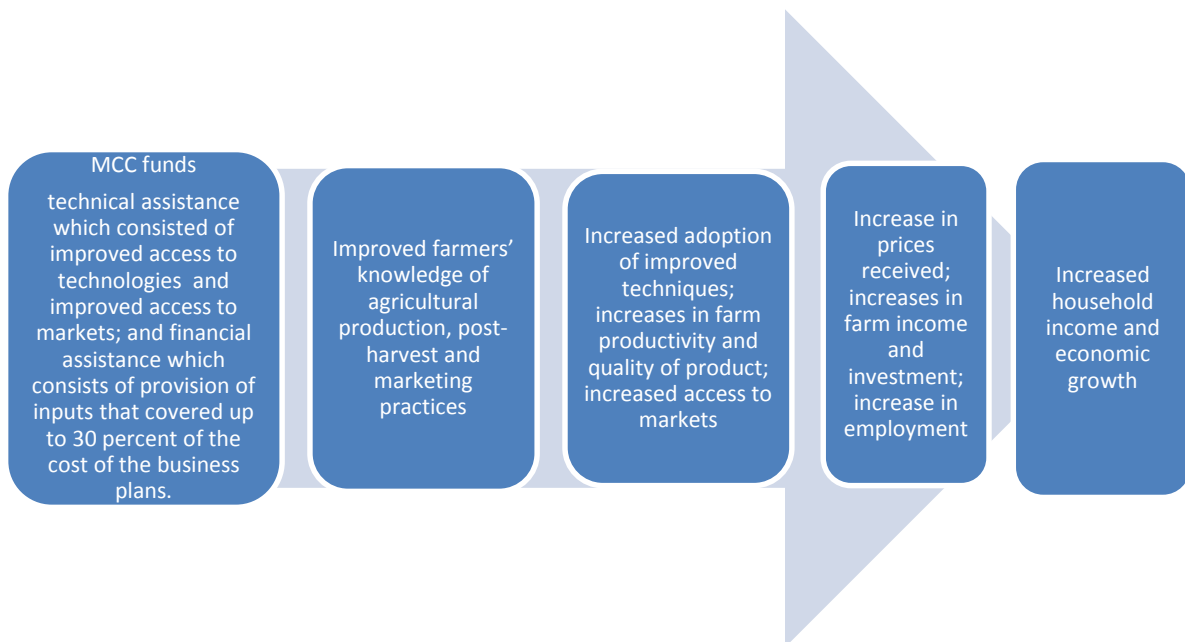 MCC funds
technical assistance
which consisted of
improved access to
technologies and
improved access to
markets; and financial
assistance which
consists of provision of
inputs that covered up
to 30 percent of the
cost of the business
plans.
Improved farmers’
knowledge of
agricultural
production, post-
harvest and
marketing
practices
Increased adoption
of improved
techniques;
increases in farm
productivity and
quality of product;
increased access to
markets
Increase in
prices
received;
increases in
farm income
and
investment;
increase in
employment
Increased
household
income and
economic
growth